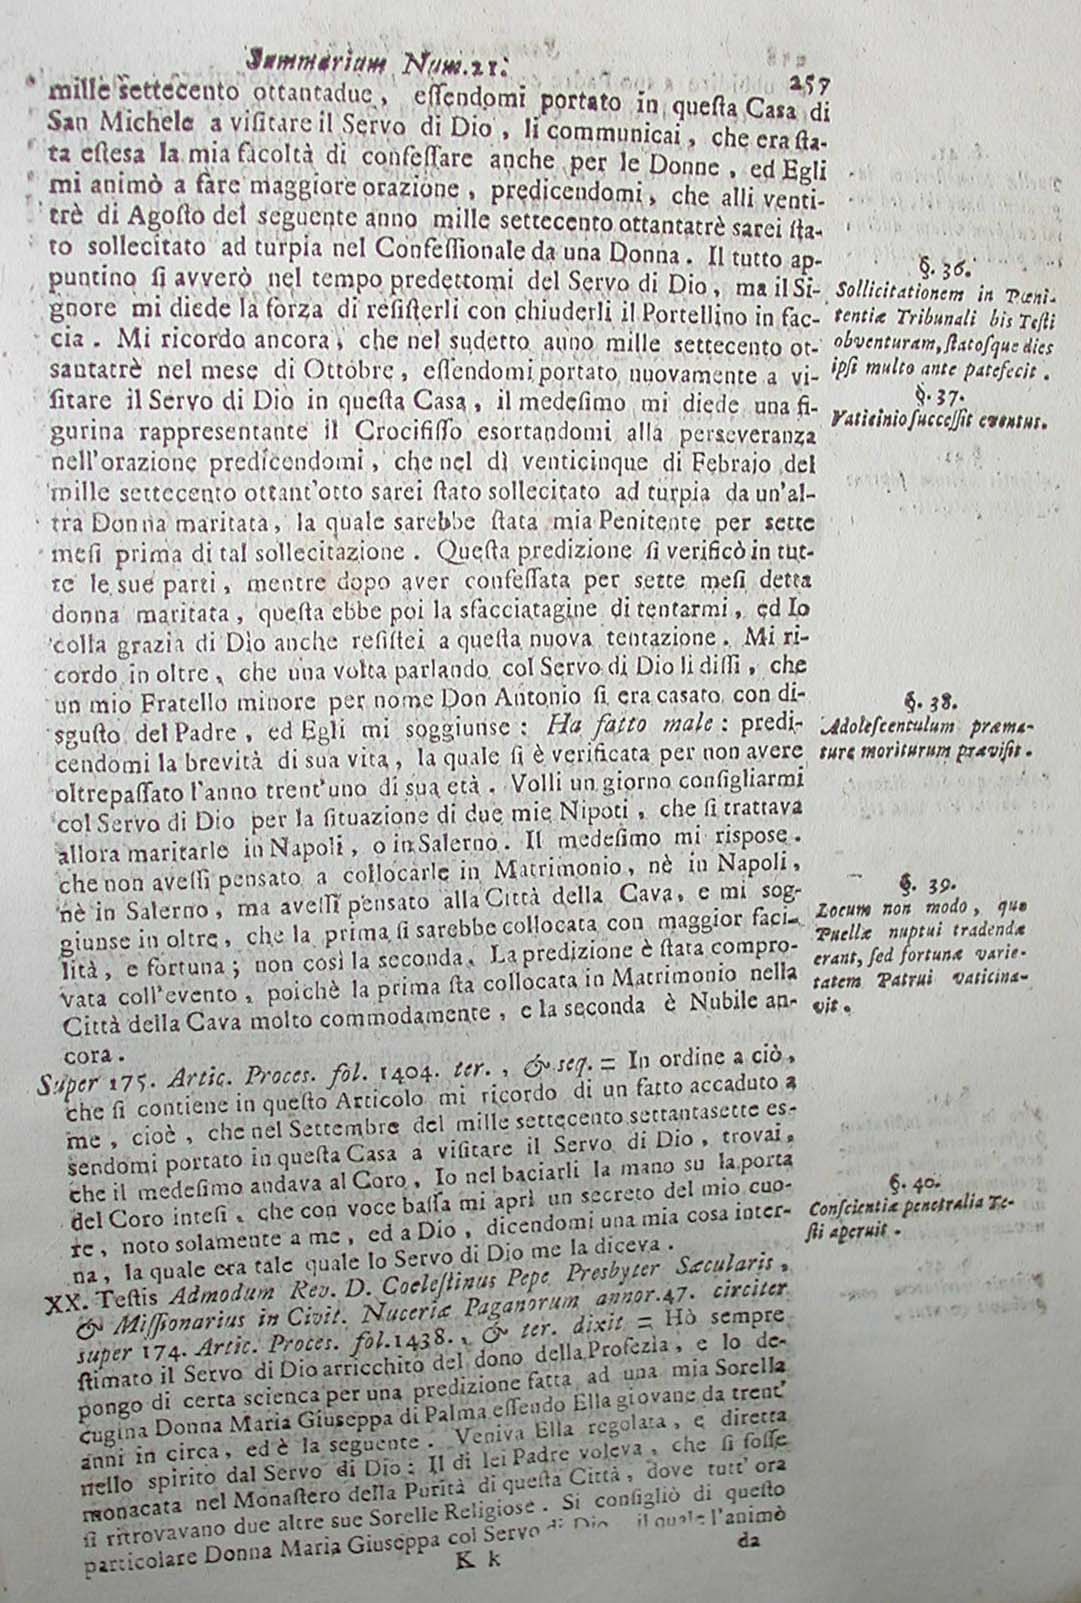 Summarium Num.21.
257
mille settecento ottantadue, essendomi portato in questa Casa di
San Michele a visitare il Servo di Dio, li communicai, che era sta-
ta estesa la mia facoltà di confessare anche per le Donne, ed Egli
mi animò a fare maggiore orazione, predicendomi, che alli venti-
trè di Agosto del seguente anno mille settecento ottantatrè sarei sta-
to sollecitato ad turpia nel Confessionale da una Donna. Il tutto ap-
puntino si avverò nel tempo predettomi del Servo di Dio, ma il Si-
gnore mi diede la forza di resisterli con chiuderli il Portellino in fac-
cia. Mi ricordo ancora, che nel sudetto anno mille settecento ot-
santatrè nel mese di Ottobre, essendomi portato nuovamente a vi-
sitare il Servo di Dio in questa Casa, il medesimo mi diede una fi-
gurina rappresentante il Crocifisso esortandomi alla perseveranza
nell'orazione predicendomi, che nel dì venticinque di Febrajo del
mille settecento ottant'otto sarei stato sollecitato ad turpia da un'al-
tra Donna maritata, la quale sarebbe stata mia Penitente per sette
mesi prima di tal sollecitazione. Questa predizione si verificò in tut-
te le sue parti, mentre dopo aver confessata per sette mesi detta
donna maritata, questa ebbe poi la sfacciatagine di tentarmi, ed Io
colla grazia di Dio anche resistei a questa nuova tentazione. Mi ri-
cordo in oltre, che una volta parlando col Servo di Dio li dissi, che
un mio Fratello minore per nome Don Antonio si era casato con di-
sgusto del Padre, ed Egli mi soggiunse: Ha fatto male: predi-
cendomi la brevità di sua vita, la quale si è verificata per non avere
oltrepassato l'anno trent'uno di sua età. Volli un giorno consigliarmi
col Servo di Dio per la situazione di due mie Nipoti, che si trattava
allora maritarle in Napoli, o in Salerno. Il medesimo mi rispose.
che non avessi pensato a collocarle in Matrimonio, nè in Napoli,
nè in Salerno, ma avessi pensato alla Città della Cava, e mi sog-
giunse in oltre, che la prima si sarebbe collocata con maggior faci-
lità, e fortuna; non così la seconda. La predizione è stata compro-
vata coll'evento, poichè la prima sta collocata in Matrimonio nella
Città della Cava molto commodamente, e la seconda è Nubile an-
cora.
Super 175. Artic. Proces. fol. 1404. ter., & seq. = In ordine a ciò,
che si contiene in questo Articolo mi ricordo di un fatto accaduto a
me, cioè, che nel Settembre del mille settecento settantasette es-
sendomi portato in questa Casa a visitare il Servo di Dio, trovai,
che il medesimo andava al Coro, Io nel baciarli la mano su la porta
del Coro intesi, che con voce bassa mi aprì un secreto del mio cuo-
re, noto solamente a me, ed a Dio, dicendomi una mia cosa inter-
na, la quale era tale quale lo Servo di Dio me la diceva.
XX. Testis Admodum Rev. D. Coelestinus Pepe Presbyter Sæcularis,
& Missionarius in Civit. Nuceriæ Paganorum annor.47. circiter
super 174. Artic. Proces. fol.1438., & ter. dixit = Hò sempre
stimato il Servo di Dio arricchito del dono della Profezia, e lo de-
pongo di certa scienca per una predizione fatta ad una mia Sorella
cugina Donna Maria Giuseppa di Palma essendo Ella giovane da trent'
anni in circa, ed è la seguente. Veniva Ella regolata, e diretta
nello spirito dal Servo di Dio: Il di lei Padre voleva, che si fosse
monacata nel Monastero della Purità di questa Città, dove tutt' ora
si ritrovavano due altre sue Sorelle Religiose. Si consigliò di questo
particolare Donna Maria Giuseppa col Servo di Dio il quale l'animò
K k
da
§. 36.
Sollicitationem in Pœni-
tentiæ Tribunali bis Testi
obventuram, statosque dies
ipsi multo ante patefecit.
§. 37.
Vaticinio successit eventus.
§. 38.
Adolescentulum præma-
ture moriturum prævisit.
§. 39.
Locum non modo, quo
Puellæ nuptui tradendæ
erant, sed fortunæ varie-
tatem Patrui vaticina-
vit.
§. 40.
Conscientiæ penetralia Te-
sti aperuit.